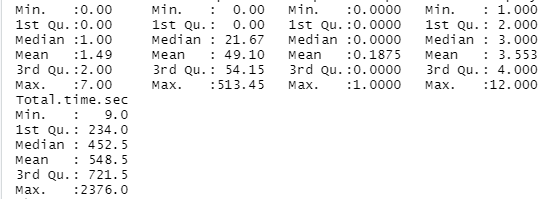 Min.   :0.00   Min.   :  0.00   Min.   :0.0000   Min.   : 1.000
1st Qu.:0.00   1st Qu.:  0.00   1st Qu.:0.0000   1st Qu.: 2.000
Median :1.00   Median : 21.67   Median :0.0000   Median : 3.000
Mean   :1.49   Mean   : 49.10   Mean   :0.1875   Mean   : 3.553
3rd Qu.:2.00   3rd Qu.: 54.15   3rd Qu.:0.0000   3rd Qu.: 4.000
Max.   :7.00   Max.   :513.45   Max.   :1.0000   Max.   :12.000
Total.time.sec
Min.   :   9.0
1st Qu.: 234.0
Median : 452.5
Mean   : 548.5
3rd Qu.: 721.5
Max.   :2376.0